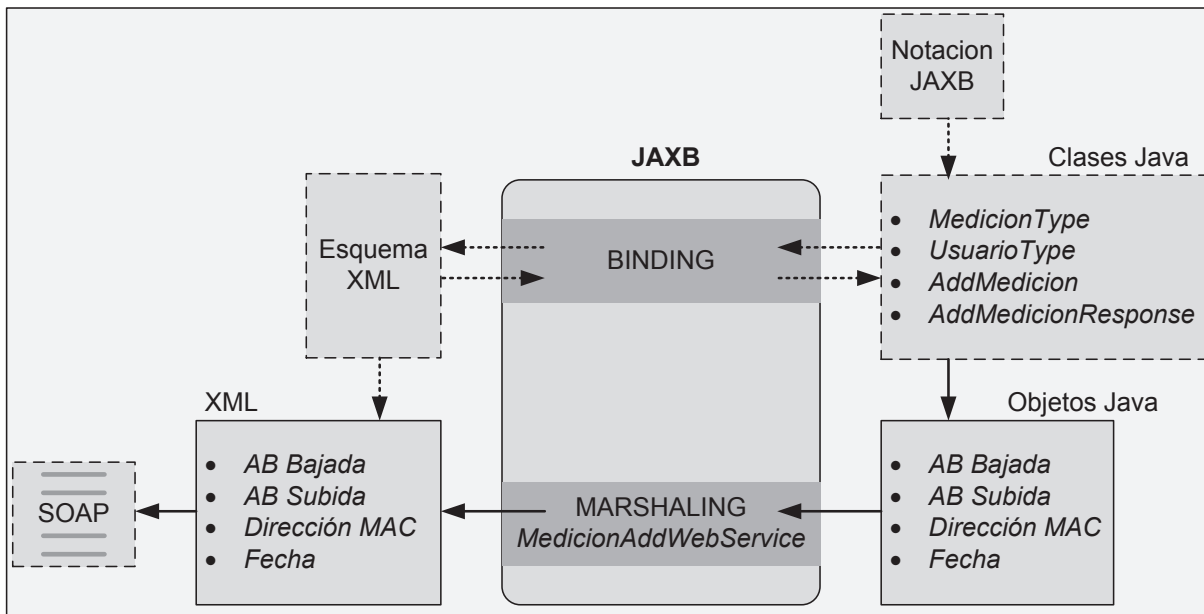 Notacion
JAXB
JAXB
Clases Java
Esquema
XML
BINDING
• MedicionType
• UsuarioType
• AddMedicion
• AddMedicionResponse
XML
Objetos Java
SOAP
• AB Bajada
• AB Subida
• Dirección MAC
• Fecha
MARSHALING
MedicionAddWebService
• AB Bajada
• AB Subida
• Dirección MAC
• Fecha